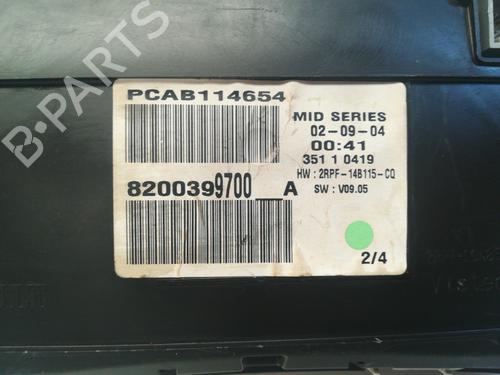 B-PARTS
PCAB114654
8200399700__A
MID SERIES
02-09-04
00:41
351 1 0419
HW : 2RPF-14B115-CQ
SW : V09.05
2/4